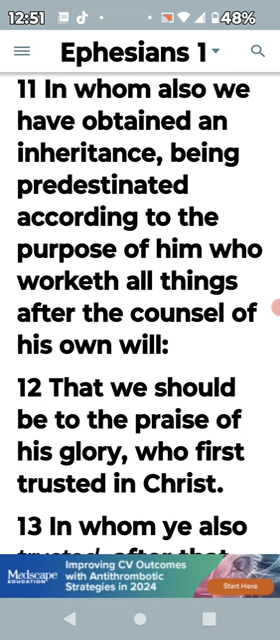 12:51 48%
Ephesians 1
11 In whom also we
have obtained an
inheritance, being
predestinated
according to the
purpose of him who
worketh all things
after the counsel of
his own will:
12 That we should
be to the praise of
his glory, who first
trusted in Christ.
13 In whom ye also
trusted, after that
Medscape
EDUCATION
Improving CV Outcomes
with Antithrombotic
Strategies in 2024
Start Here